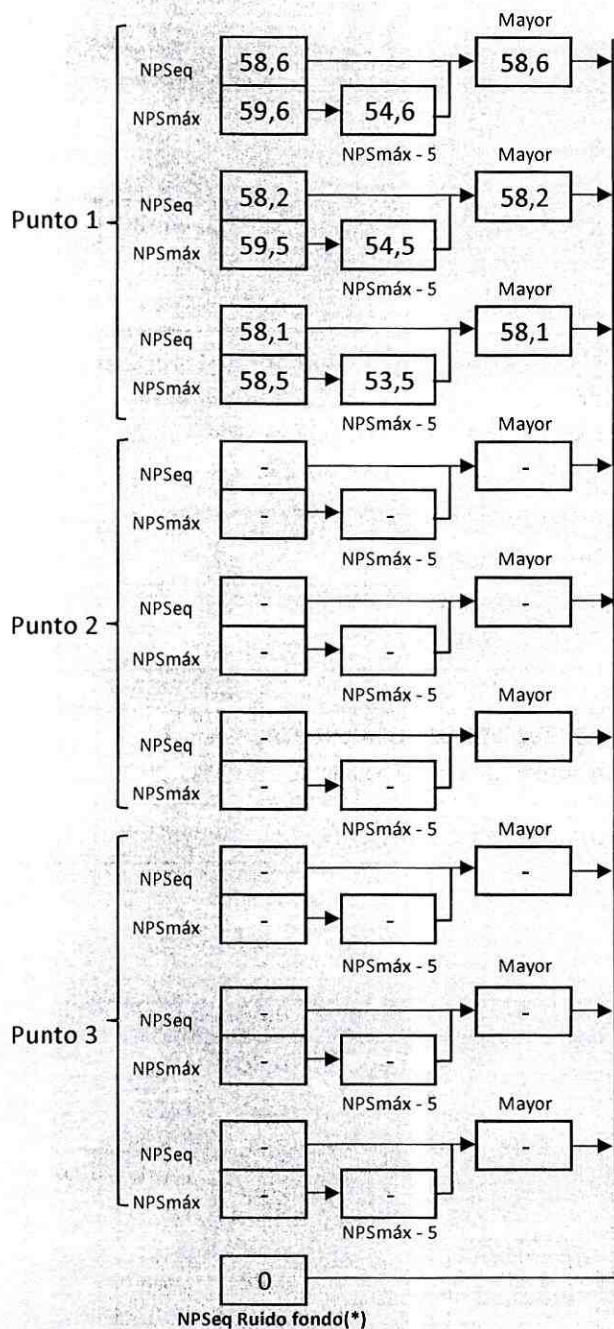 Mayor
NPSeq 58,6 58,6
NPSmáx 59,6 54,6
NPSmáx - 5
Mayor
Punto 1
NPSeq 58,2 58,2
NPSmáx 59,5 54,5
NPSmáx - 5
Mayor
NPSeq 58,1 58,1
NPSmáx 58,5 53,5
NPSmáx - 5
Mayor
NPSeq - -
NPSmáx - -
NPSmáx - 5
Mayor
Punto 2
NPSeq - -
NPSmáx - -
NPSmáx - 5
Mayor
NPSeq - -
NPSmáx - -
NPSmáx - 5
Mayor
NPSeq - -
NPSmáx - -
NPSmáx - 5
Mayor
Punto 3
NPSeq - -
NPSmáx - -
NPSmáx - 5
Mayor
NPSeq - -
NPSmáx - -
NPSmáx - 5
0
NPSeq Ruido fondo(*)